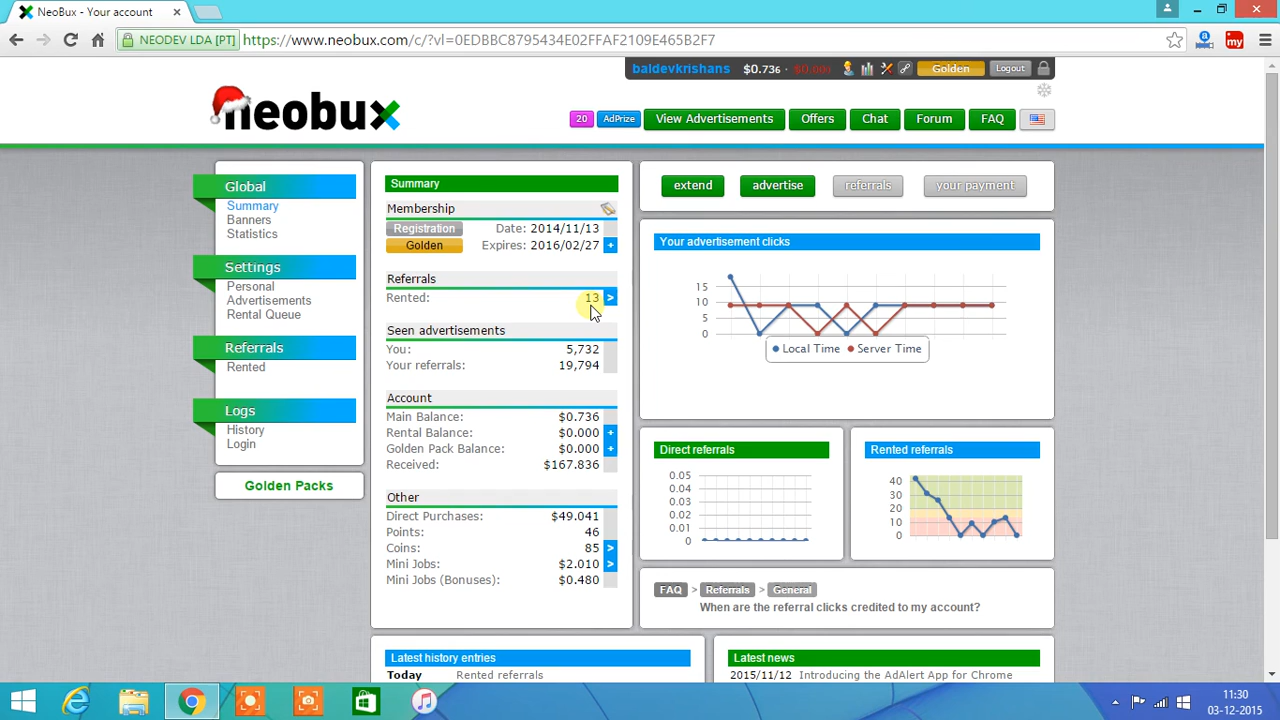 NeoBux - Your account
NEODEV LDA [PT]
https://www.neobux.com/c/?vl=0EDBBC8795434E02FFAF2109E465B2F7
baldevkrishans $0.736 · $0.000 Golden Logout
neobux
20 AdPrize View Advertisements Offers Chat Forum FAQ
Global
Summary
Banners
Statistics
Settings
Personal
Advertisements
Rental Queue
Referrals
Rented
Logs
History
Login
Golden Packs
Summary
Membership
Registration Date: 2014/11/13
Golden Expires: 2016/02/27 +
Referrals
Rented: 13 >
Seen advertisements
You: 5,732
Your referrals: 19,794
Account
Main Balance: $0.736
Rental Balance: $0.000 +
Golden Pack Balance: $0.000 +
Received: $167.836
Other
Direct Purchases: $49.041
Points: 46
Coins: 85 >
Mini Jobs: $2.010 >
Mini Jobs (Bonuses): $0.480
extend advertise referrals your payment
Your advertisement clicks
15
10
5
0
Local Time Server Time
Direct referrals
0.05
0.04
0.03
0.02
0.01
0
Rented referrals
40
30
20
10
0
FAQ > Referrals > General
When are the referral clicks credited to my account?
Latest history entries
Today Rented referrals
Latest news
2015/11/12 Introducing the AdAlert App for Chrome
my
11:30
03-12-2015